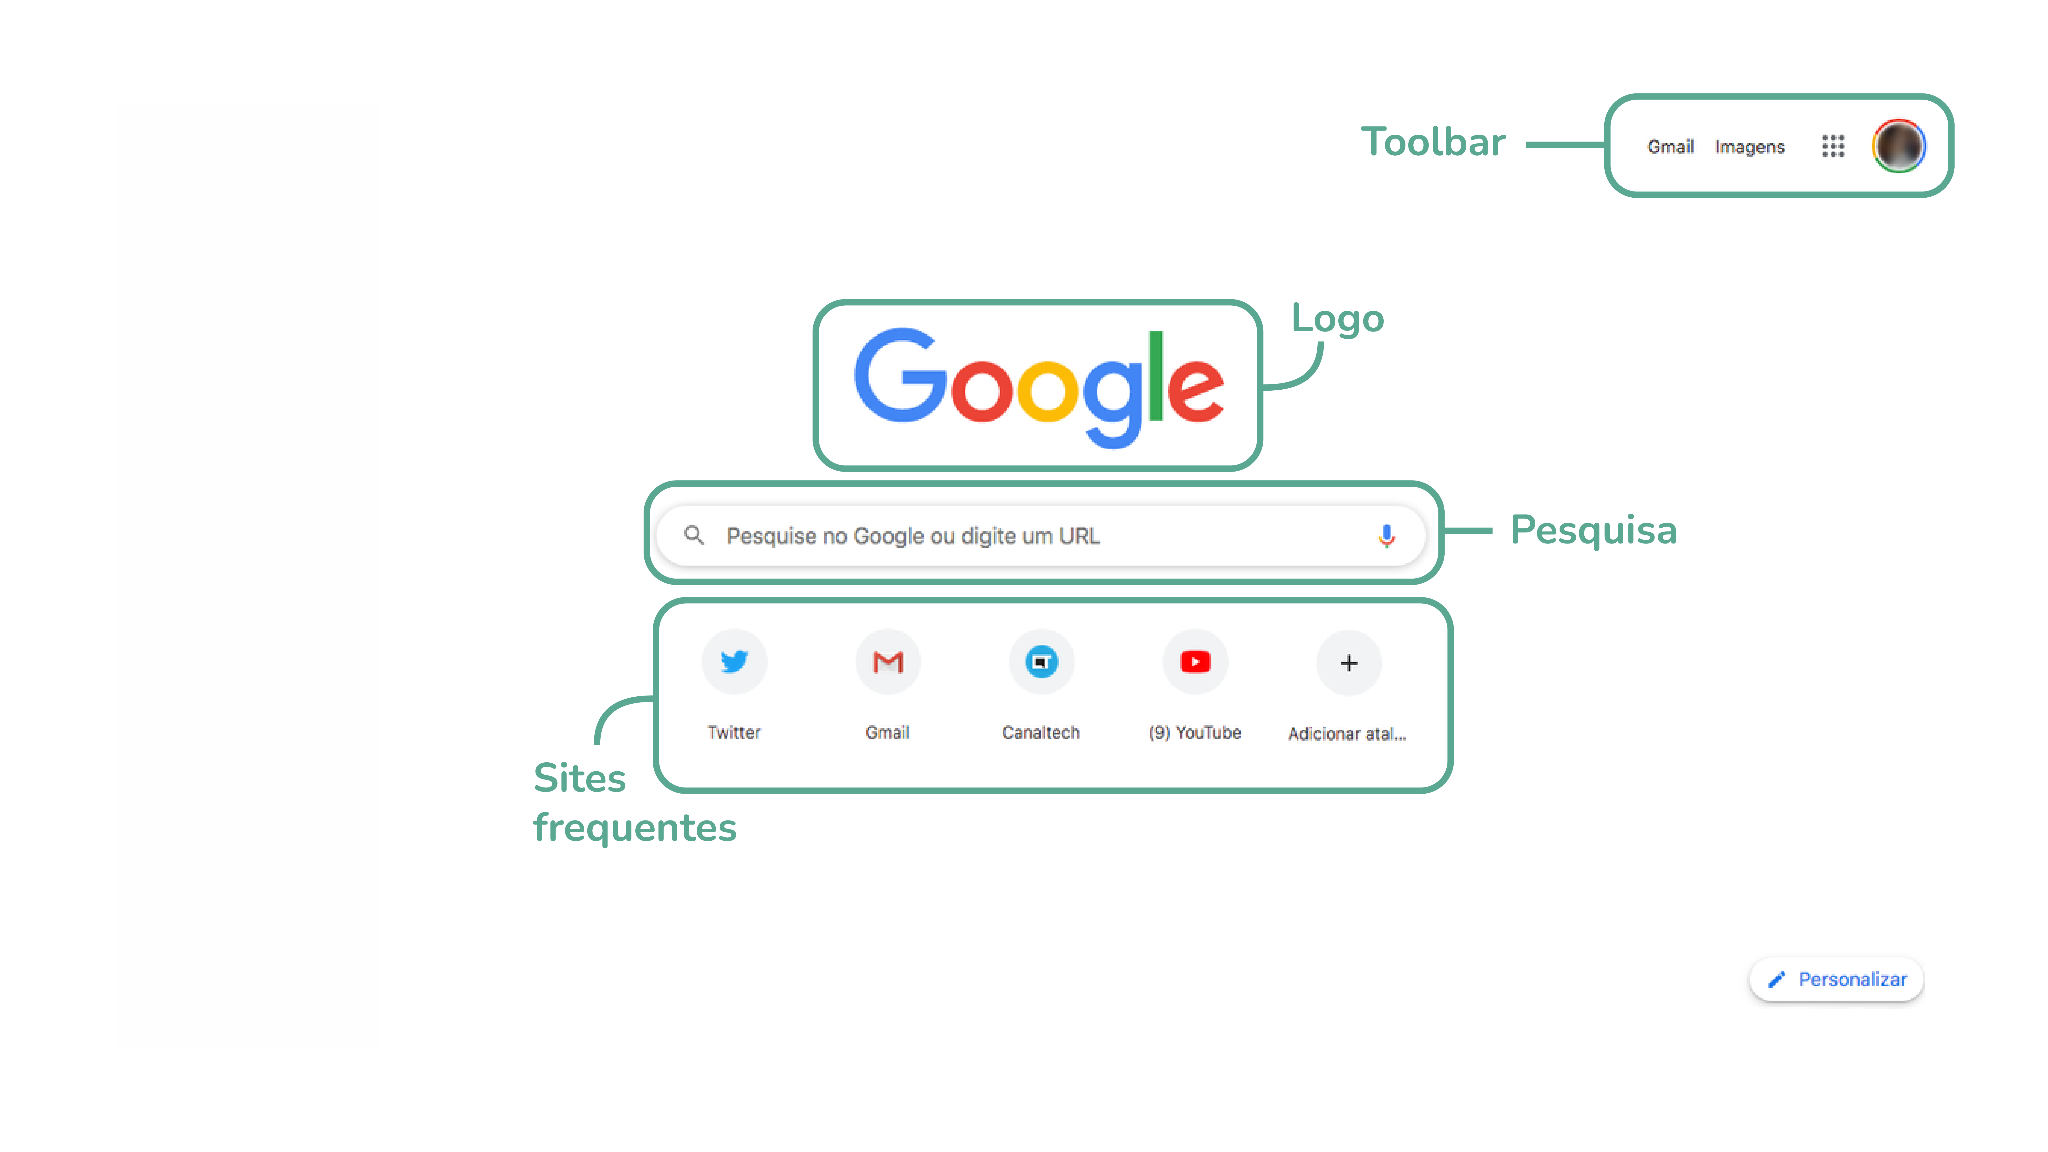 Toolbar
Gmail Imagens
Logo
Google
Pesquise no Google ou digite um URL
Pesquisa
Twitter
Gmail
Canaltech
(9) YouTube
Adicionar atal...
Sites
frequentes
Personalizar